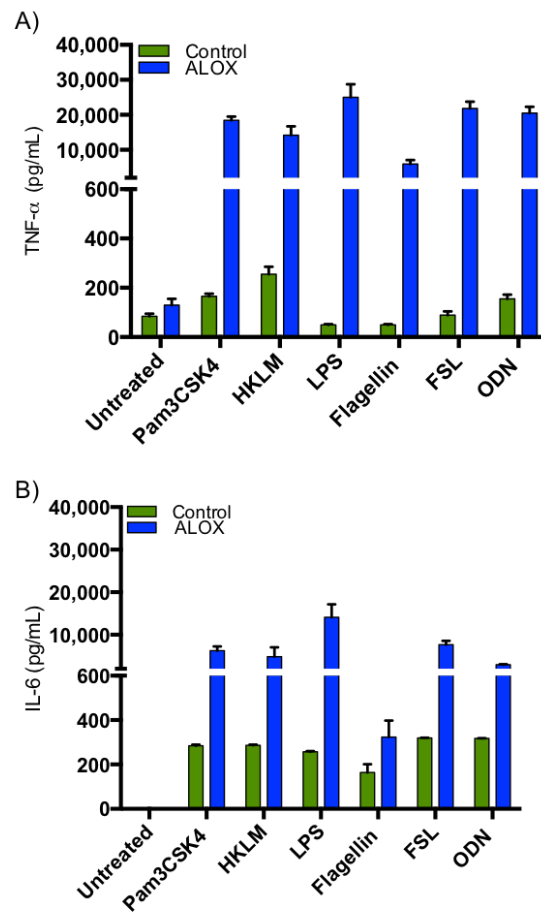 A)
Control
ALOX
40,000
30,000
20,000
10,000
600
400
200
0
TNF-α (pg/mL)
Untreated
Pam3CSK4
HKLM
LPS
Flagellin
FSL
ODN
B)
Control
ALOX
40,000
30,000
20,000
10,000
600
400
200
0
IL-6 (pg/mL)
Untreated
Pam3CSK4
HKLM
LPS
Flagellin
FSL
ODN